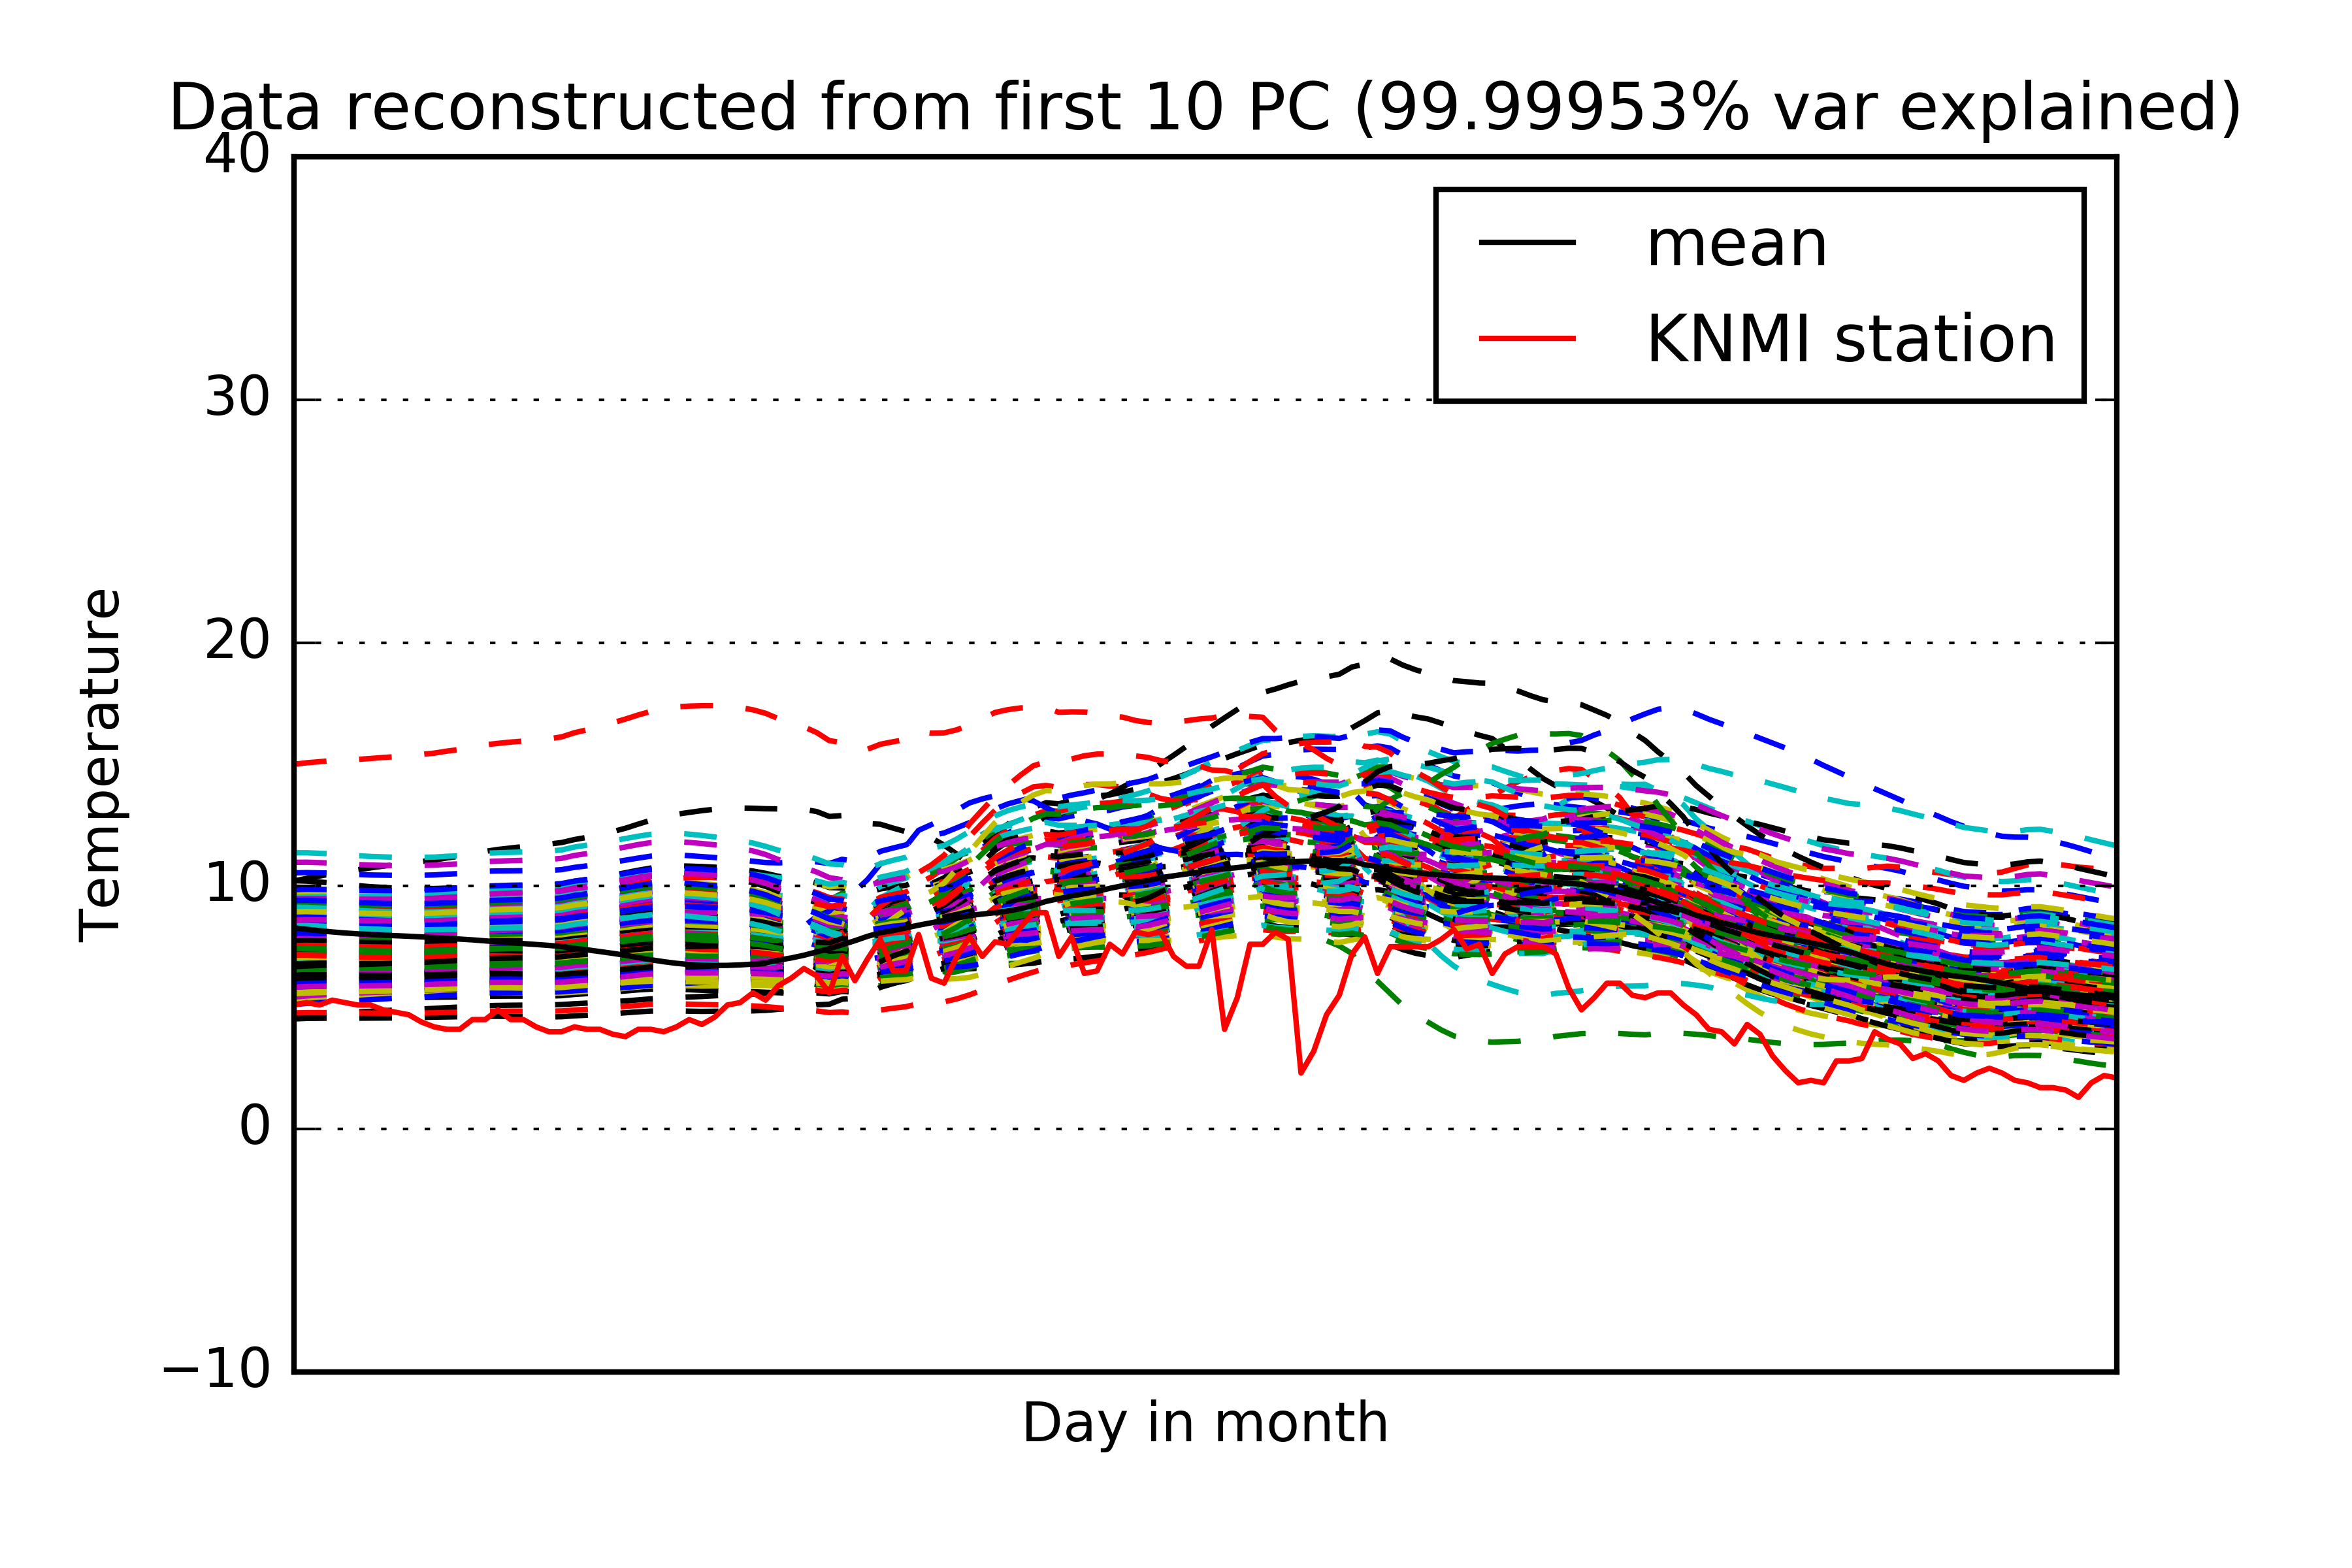 Data reconstructed from first 10 PC (99.99953% var explained)
40
30
20
10
0
−10
Temperature
mean
KNMI station
Day in month